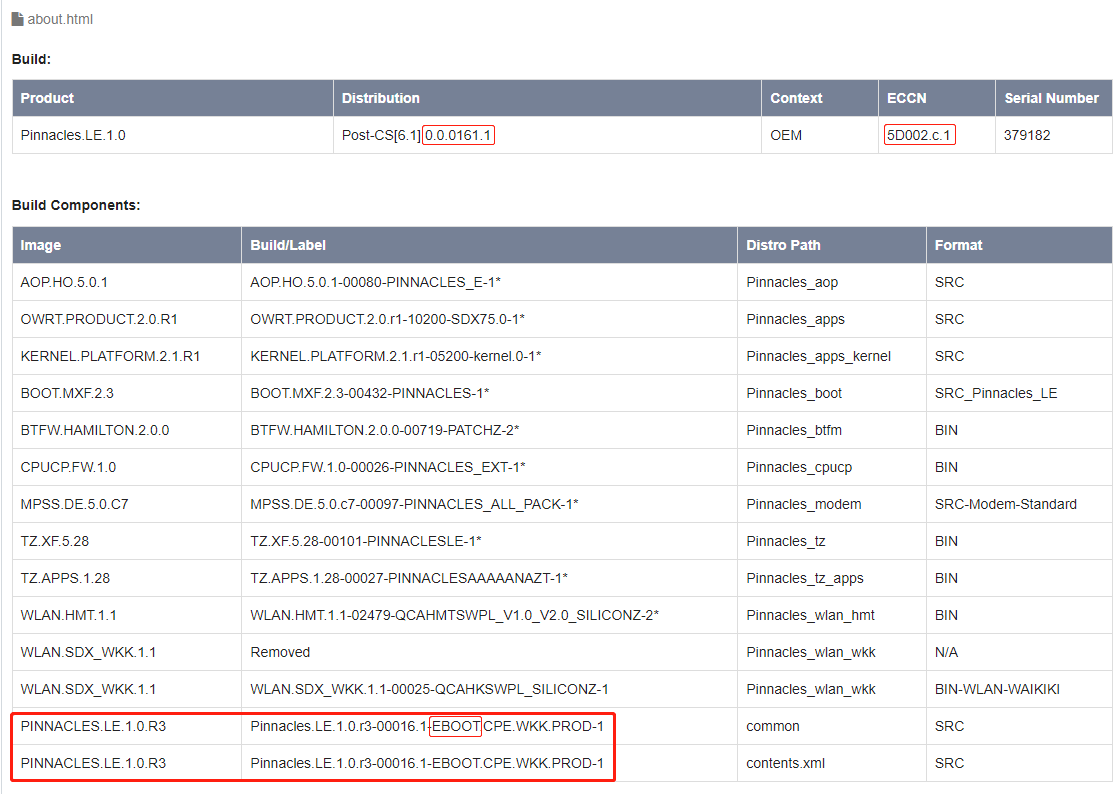 about.html
Build:
Product Distribution Context ECCN Serial Number
Pinnacles.LE.1.0 Post-CS[6.1] 0.0.0161.1 OEM 5D002.c.1 379182
Build Components:
Image Build/Label Distro Path Format
AOP.HO.5.0.1 AOP.HO.5.0.1-00080-PINNACLES_E-1* Pinnacles_aop SRC
OWRT.PRODUCT.2.0.R1 OWRT.PRODUCT.2.0.r1-10200-SDX75.0-1* Pinnacles_apps SRC
KERNEL.PLATFORM.2.1.R1 KERNEL.PLATFORM.2.1.r1-05200-kernel.0-1* Pinnacles_apps_kernel SRC
BOOT.MXF.2.3 BOOT.MXF.2.3-00432-PINNACLES-1* Pinnacles_boot SRC_Pinnacles_LE
BTFW.HAMILTON.2.0.0 BTFW.HAMILTON.2.0.0-00719-PATCHZ-2* Pinnacles_btfm BIN
CPUCP.FW.1.0 CPUCP.FW.1.0-00026-PINNACLES_EXT-1* Pinnacles_cpucp BIN
MPSS.DE.5.0.C7 MPSS.DE.5.0.c7-00097-PINNACLES_ALL_PACK-1* Pinnacles_modem SRC-Modem-Standard
TZ.XF.5.28 TZ.XF.5.28-00101-PINNACLESLE-1* Pinnacles_tz BIN
TZ.APPS.1.28 TZ.APPS.1.28-00027-PINNACLESAAAAANAZT-1* Pinnacles_tz_apps BIN
WLAN.HMT.1.1 WLAN.HMT.1.1-02479-QCAHMTSWPL_V1.0_V2.0_SILICONZ-2* Pinnacles_wlan_hmt BIN
WLAN.SDX_WKK.1.1 Removed Pinnacles_wlan_wkk N/A
WLAN.SDX_WKK.1.1 WLAN.SDX_WKK.1.1-00025-QCAHKSWPL_SILICONZ-1 Pinnacles_wlan_wkk BIN-WLAN-WAIKIKI
PINNACLES.LE.1.0.R3 Pinnacles.LE.1.0.r3-00016.1-EBOOT.CPE.WKK.PROD-1 common SRC
PINNACLES.LE.1.0.R3 Pinnacles.LE.1.0.r3-00016.1-EBOOT.CPE.WKK.PROD-1 contents.xml SRC